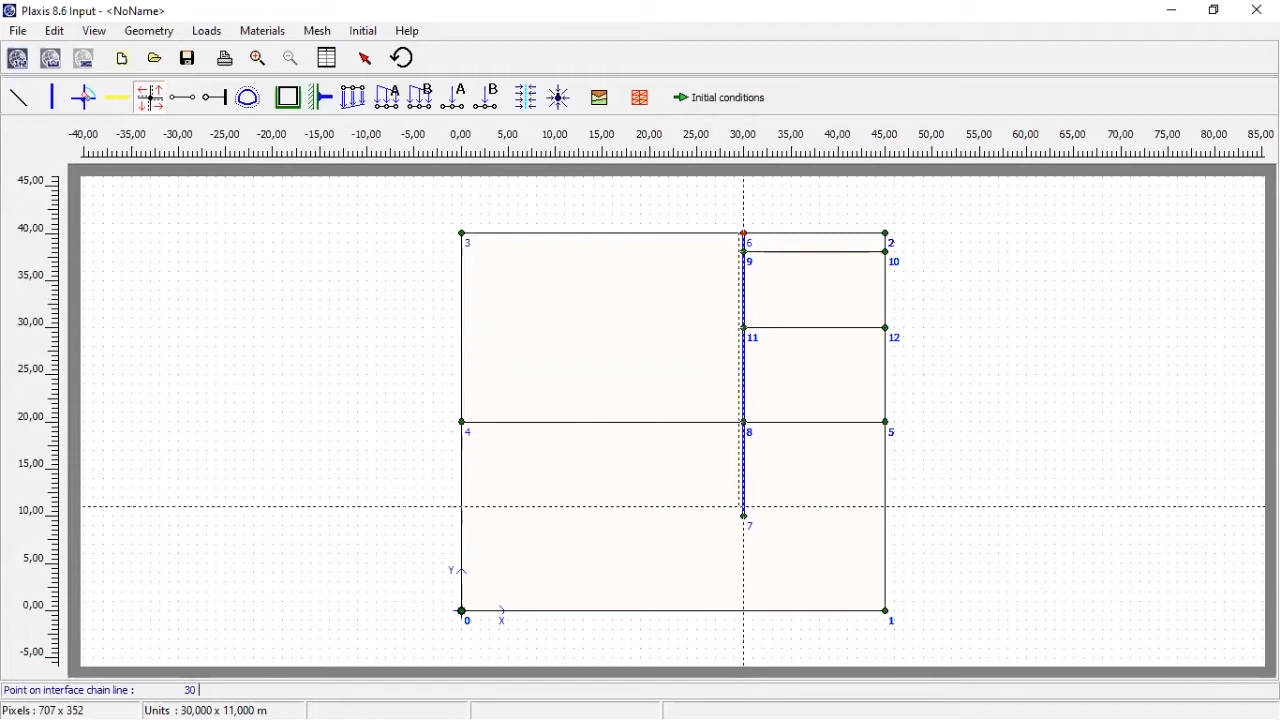 Plaxis 8.6 Input - <NoName>
File Edit View Geometry Loads Materials Mesh Initial Help
A B A B Initial conditions
-40,00 -35,00 -30,00 -25,00 -20,00 -15,00 -10,00 -5,00 0,00 5,00 10,00 15,00 20,00 25,00 30,00 35,00 40,00 45,00 50,00 55,00 60,00 65,00 70,00 75,00 80,00 85,00
45,00
40,00
35,00
30,00
25,00
20,00
15,00
10,00
5,00
0,00
-5,00
3 6 2
9 10
11 12
4 8 5
7
Y
0 X 1
Point on interface chain line : 30
Pixels : 707 x 352 Units : 30,000 x 11,000 m